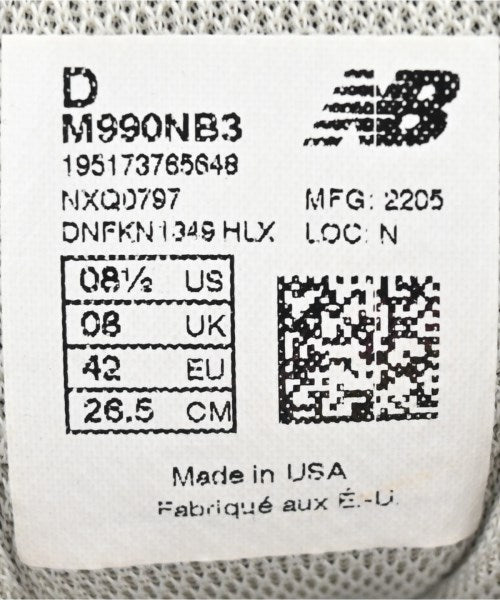 D
NB
M990NB3
195173765648
NXQ0797 MFG: 2205
DNFKN1349 HLX LOC: N
08½ US
08 UK
42 EU
26.5 CM
Made in USA
Fabriqué aux É.-U.